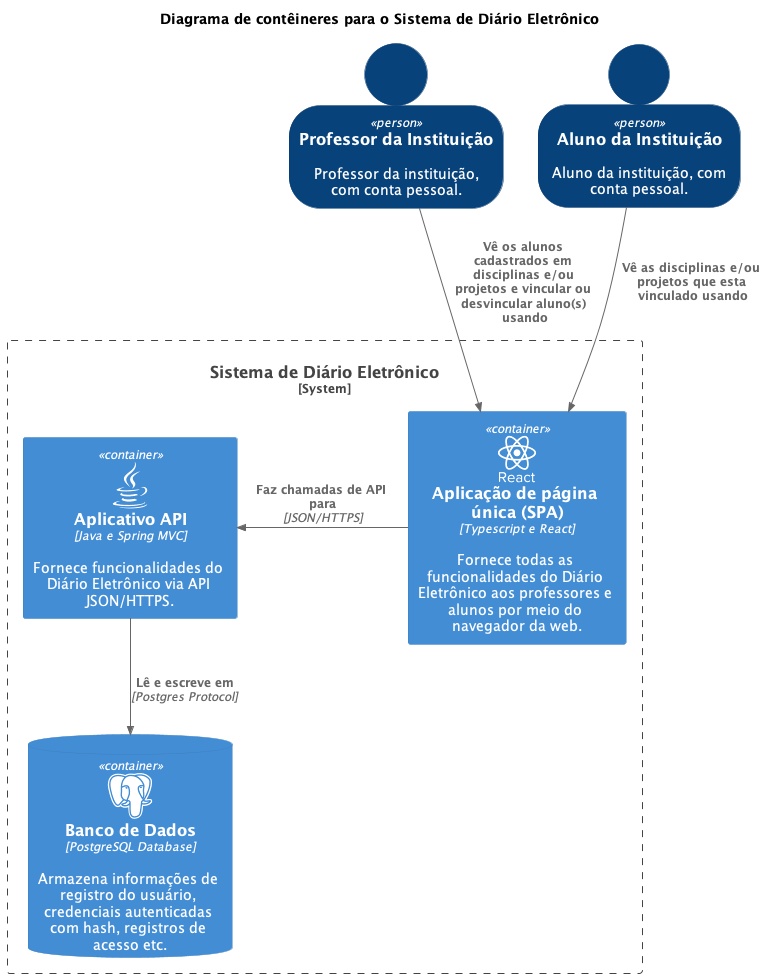 Diagrama de contêineres para o Sistema de Diário Eletrônico
«person»
Professor da Instituição
Professor da instituição,
com conta pessoal.
«person»
Aluno da Instituição
Aluno da instituição, com
conta pessoal.
Vê os alunos
cadastrados em
disciplinas e/ou
projetos e vincular ou
desvincular aluno(s)
usando
Vê as disciplinas e/ou
projetos que esta
vinculado usando
Sistema de Diário Eletrônico
[System]
«container»
Aplicativo API
[Java e Spring MVC]
Fornece funcionalidades do
Diário Eletrônico via API
JSON/HTTPS.
Faz chamadas de API
para
[JSON/HTTPS]
«container»
React
Aplicação de página
única (SPA)
[Typescript e React]
Fornece todas as
funcionalidades do Diário
Eletrônico aos professores e
alunos por meio do
navegador da web.
Lê e escreve em
[Postgres Protocol]
«container»
Banco de Dados
[PostgreSQL Database]
Armazena informações de
registro do usuário,
credenciais autenticadas
com hash, registros de
acesso etc.